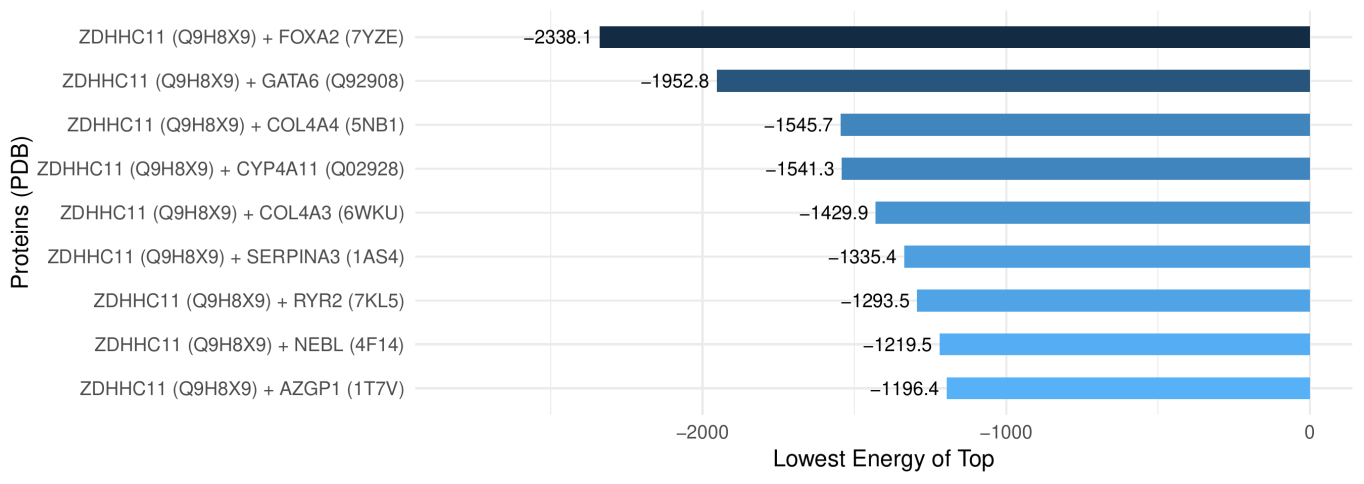 ZDHHC11 (Q9H8X9) + FOXA2 (7YZE) −2338.1
ZDHHC11 (Q9H8X9) + GATA6 (Q92908) −1952.8
ZDHHC11 (Q9H8X9) + COL4A4 (5NB1) −1545.7
ZDHHC11 (Q9H8X9) + CYP4A11 (Q02928) −1541.3
ZDHHC11 (Q9H8X9) + COL4A3 (6WKU) −1429.9
ZDHHC11 (Q9H8X9) + SERPINA3 (1AS4) −1335.4
ZDHHC11 (Q9H8X9) + RYR2 (7KL5) −1293.5
ZDHHC11 (Q9H8X9) + NEBL (4F14) −1219.5
ZDHHC11 (Q9H8X9) + AZGP1 (1T7V) −1196.4
Proteins (PDB)
−2000 −1000 0
Lowest Energy of Top